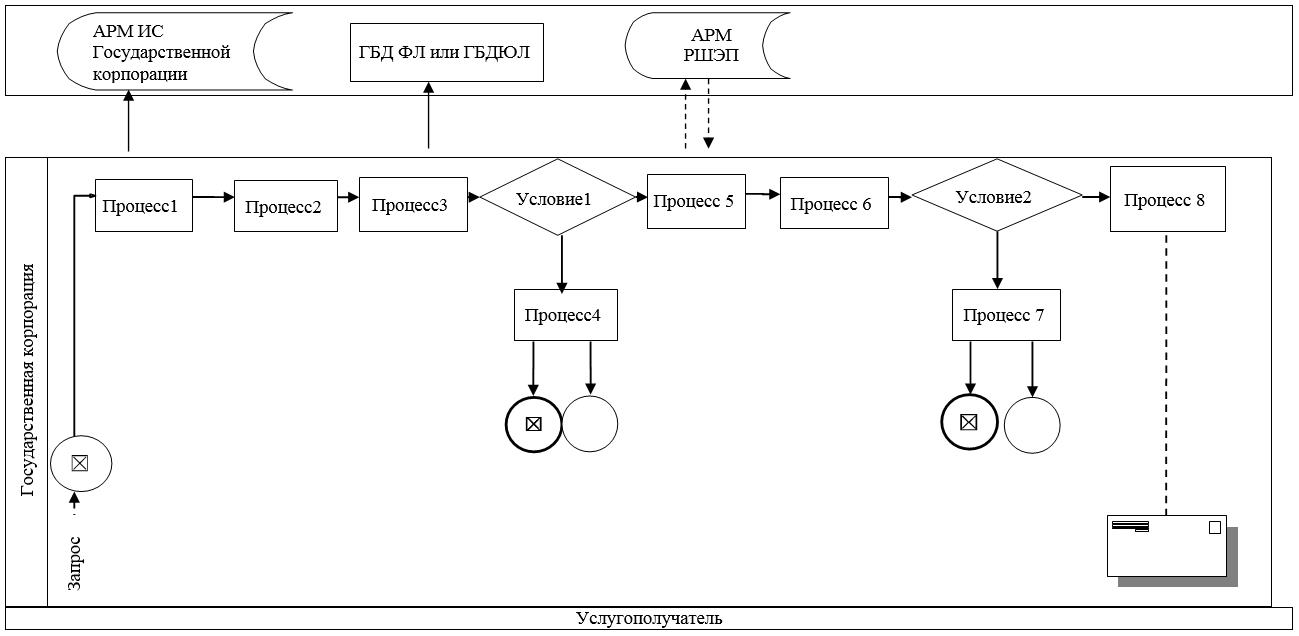 АРМ ИС
Государственной
корпорации
ГБД ФЛ или ГБДЮЛ
АРМ
РШЭП
Государственная корпорация
Процесс1
Процесс2
Процесс3
Условие1
Процесс 5
Процесс 6
Условие2
Процесс 8
Процесс4
Процесс 7
Запрос
Услугополучатель